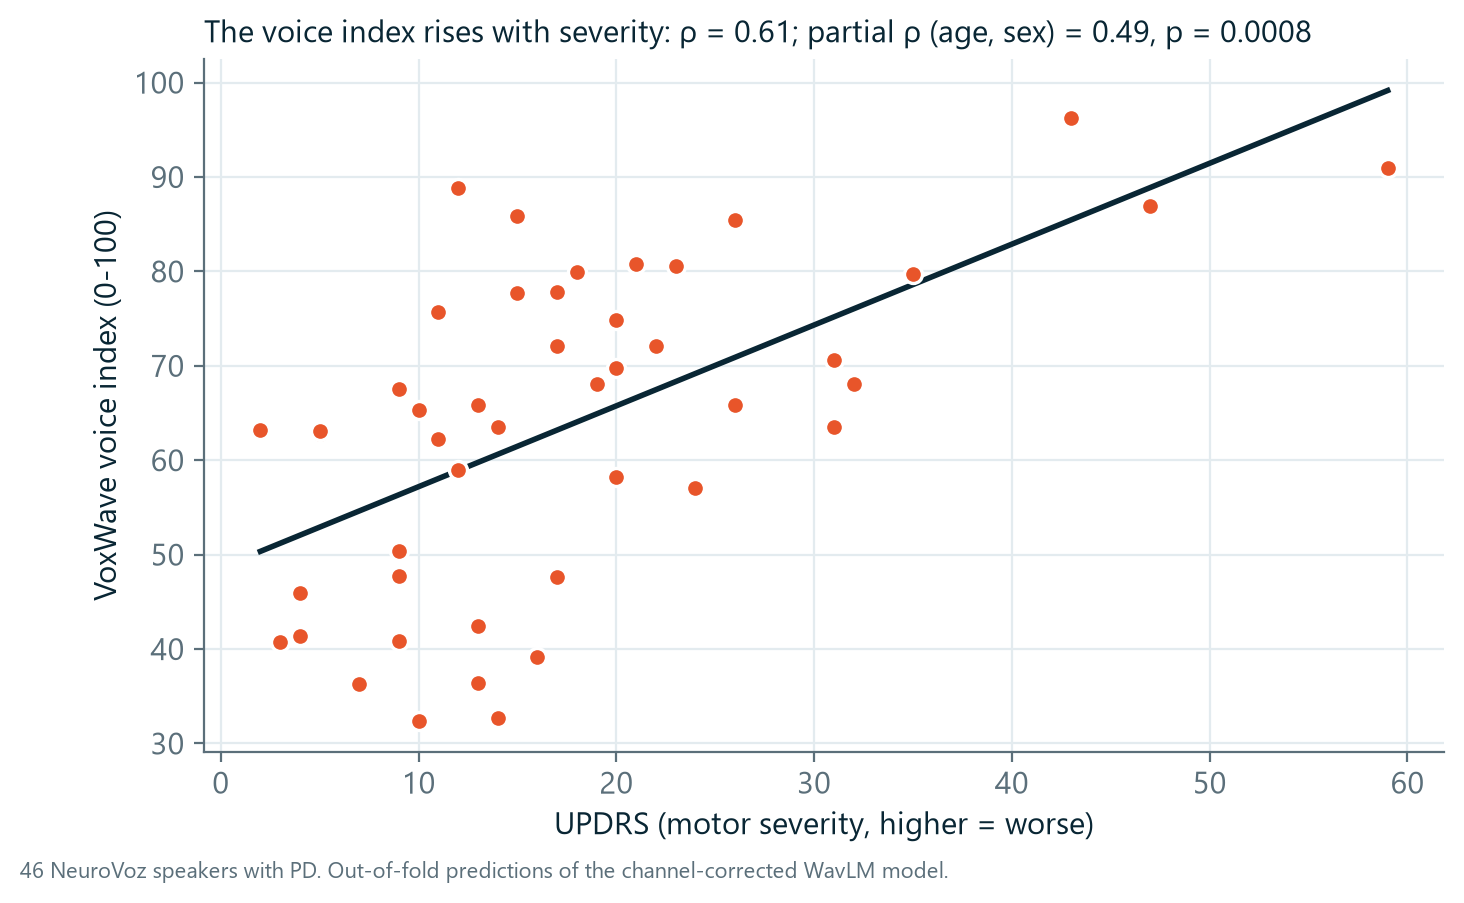 The voice index rises with severity: ρ = 0.61; partial ρ (age, sex) = 0.49, p = 0.0008
VoxWave voice index (0-100)
100
90
80
70
60
50
40
30
0 10 20 30 40 50 60
UPDRS (motor severity, higher = worse)
46 NeuroVoz speakers with PD. Out-of-fold predictions of the channel-corrected WavLM model.